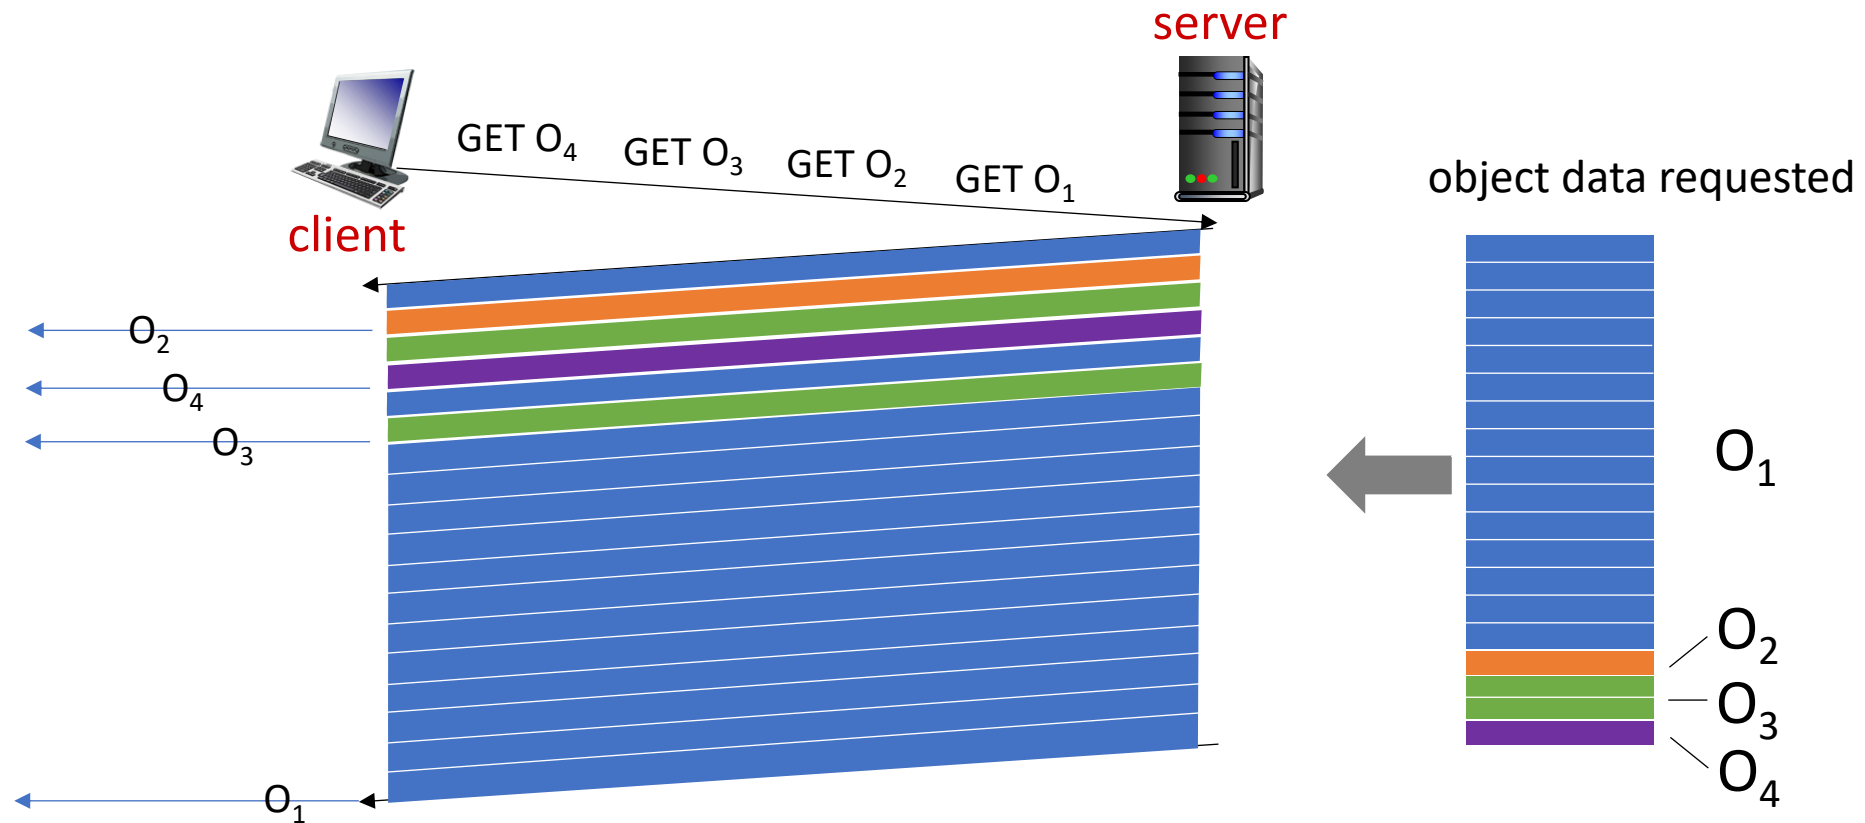 server
GET O₄
GET O₃
GET O₂
GET O₁
object data requested
client
O₂
O₄
O₃
O₁
O₁
O₂
O₃
O₄